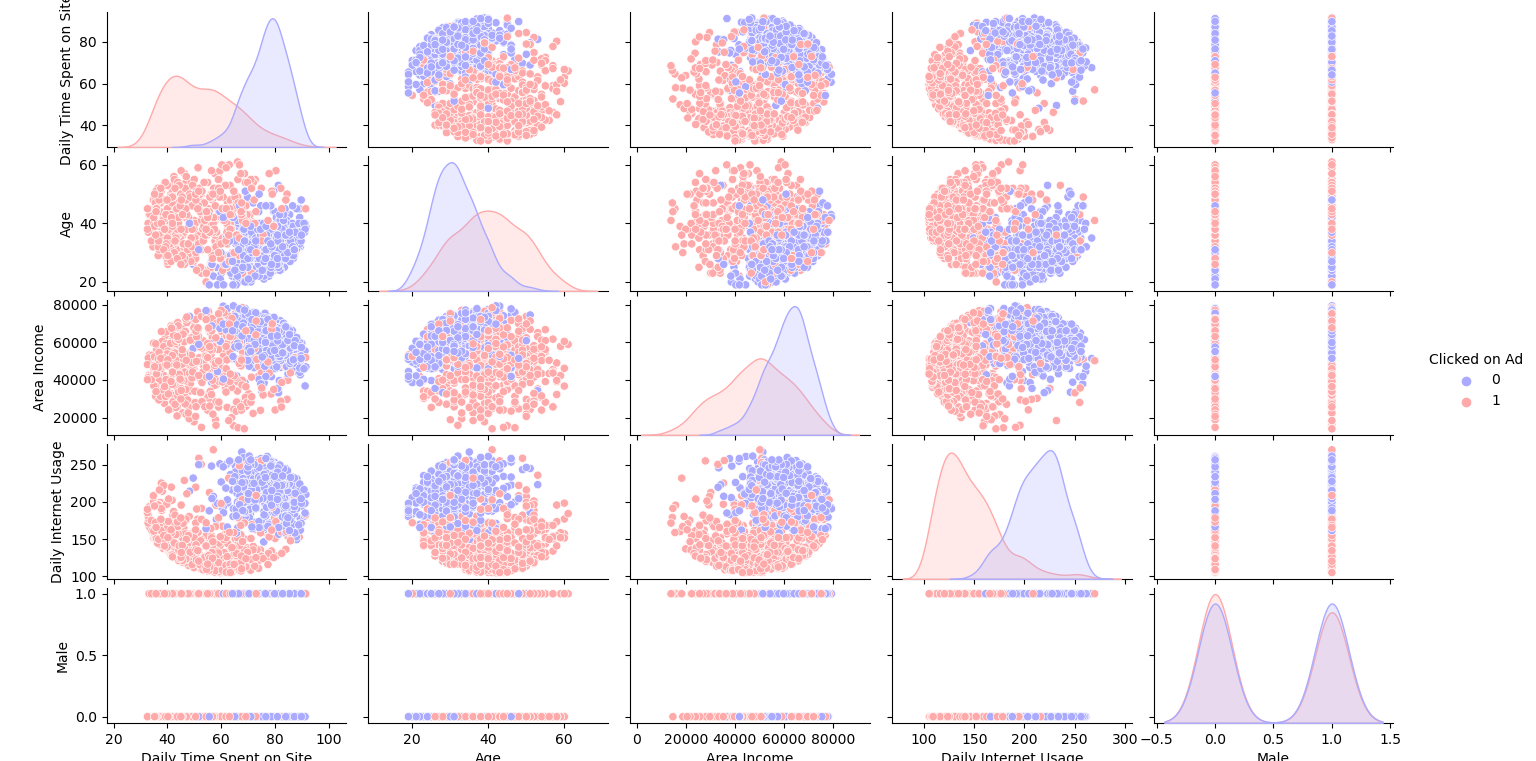 Daily Time Spent on Site
80
60
40
Age
60
40
20
Area Income
80000
60000
40000
20000
Daily Internet Usage
250
200
150
100
Male
1.0
0.5
0.0
20 40 60 80 100
20 40 60
0 20000 40000 60000 80000
100 150 200 250 300
−0.5 0.0 0.5 1.0 1.5
Daily Time Spent on Site
Age
Area Income
Daily Internet Usage
Male
Clicked on Ad
0
1